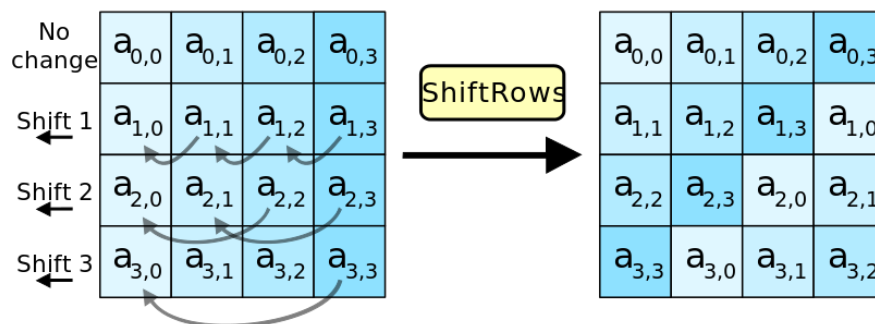 No change a0,0 a0,1 a0,2 a0,3 a0,0 a0,1 a0,2 a0,3
ShiftRows
Shift 1 a1,0 a1,1 a1,2 a1,3 a1,1 a1,2 a1,3 a1,0
Shift 2 a2,0 a2,1 a2,2 a2,3 a2,2 a2,3 a2,0 a2,1
Shift 3 a3,0 a3,1 a3,2 a3,3 a3,3 a3,0 a3,1 a3,2